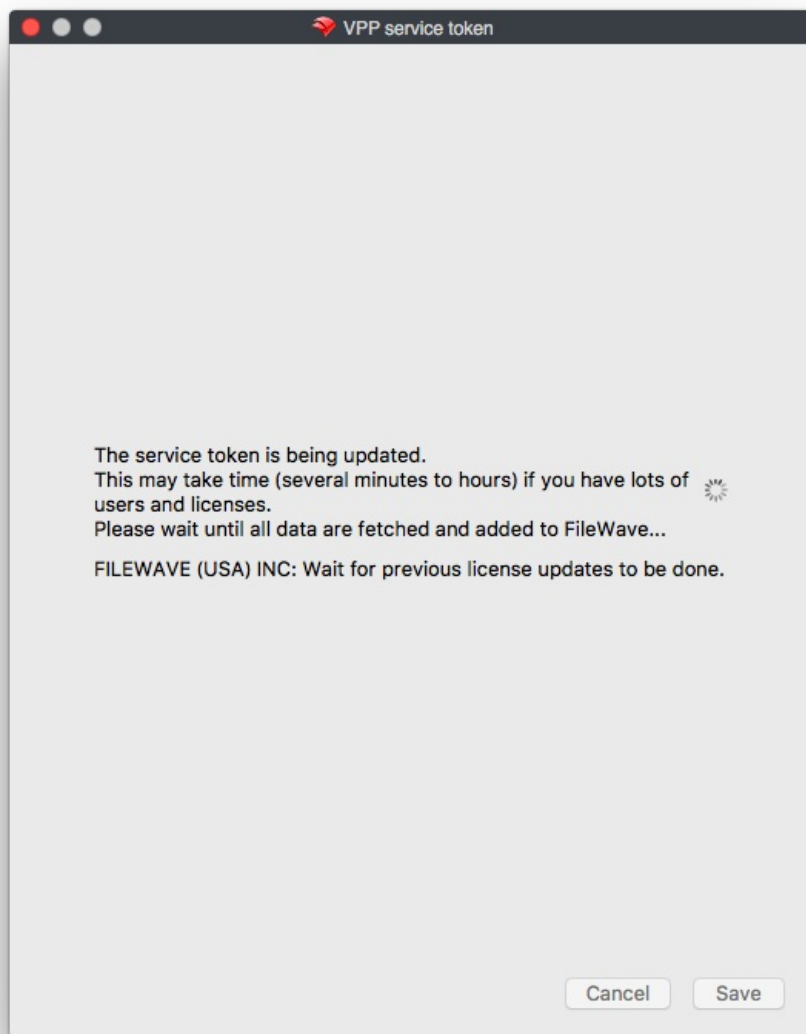 VPP service token
The service token is being updated.
This may take time (several minutes to hours) if you have lots of
users and licenses.
Please wait until all data are fetched and added to FileWave...
FILEWAVE (USA) INC: Wait for previous license updates to be done.
Cancel
Save